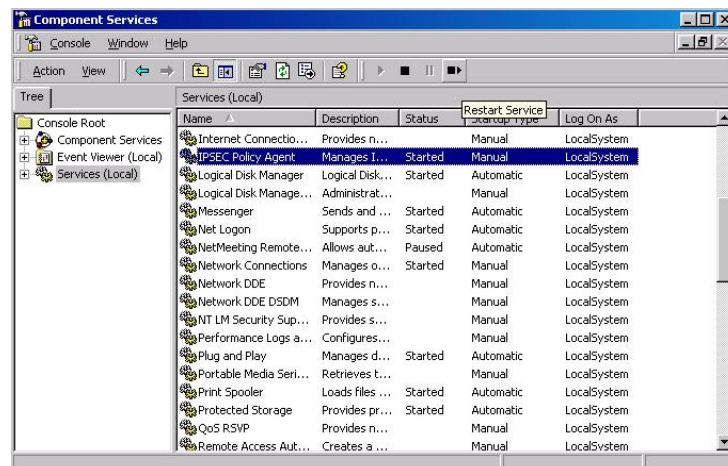 Component Services
Console Window Help
Action View
Tree
Services (Local)
Restart Service
Name Description Status Startup Type Log On As
Console Root
Component Services
Event Viewer (Local)
Services (Local)
Internet Connectio... Provides n... Manual LocalSystem
IPSEC Policy Agent Manages I... Started Manual LocalSystem
Logical Disk Manager Logical Disk... Started Automatic LocalSystem
Logical Disk Manage... Administrat... Manual LocalSystem
Messenger Sends and ... Started Automatic LocalSystem
Net Logon Supports p... Started Automatic LocalSystem
NetMeeting Remote... Allows aut... Paused Automatic LocalSystem
Network Connections Manages o... Started Manual LocalSystem
Network DDE Provides n... Manual LocalSystem
Network DDE DSDM Manages s... Manual LocalSystem
NT LM Security Sup... Provides s... Manual LocalSystem
Performance Logs a... Configures... Manual LocalSystem
Plug and Play Manages d... Started Automatic LocalSystem
Portable Media Seri... Retrieves t... Manual LocalSystem
Print Spooler Loads files ... Started Automatic LocalSystem
Protected Storage Provides pr... Started Automatic LocalSystem
QoS RSVP Provides n... Manual LocalSystem
Remote Access Aut... Creates a ... Manual LocalSystem